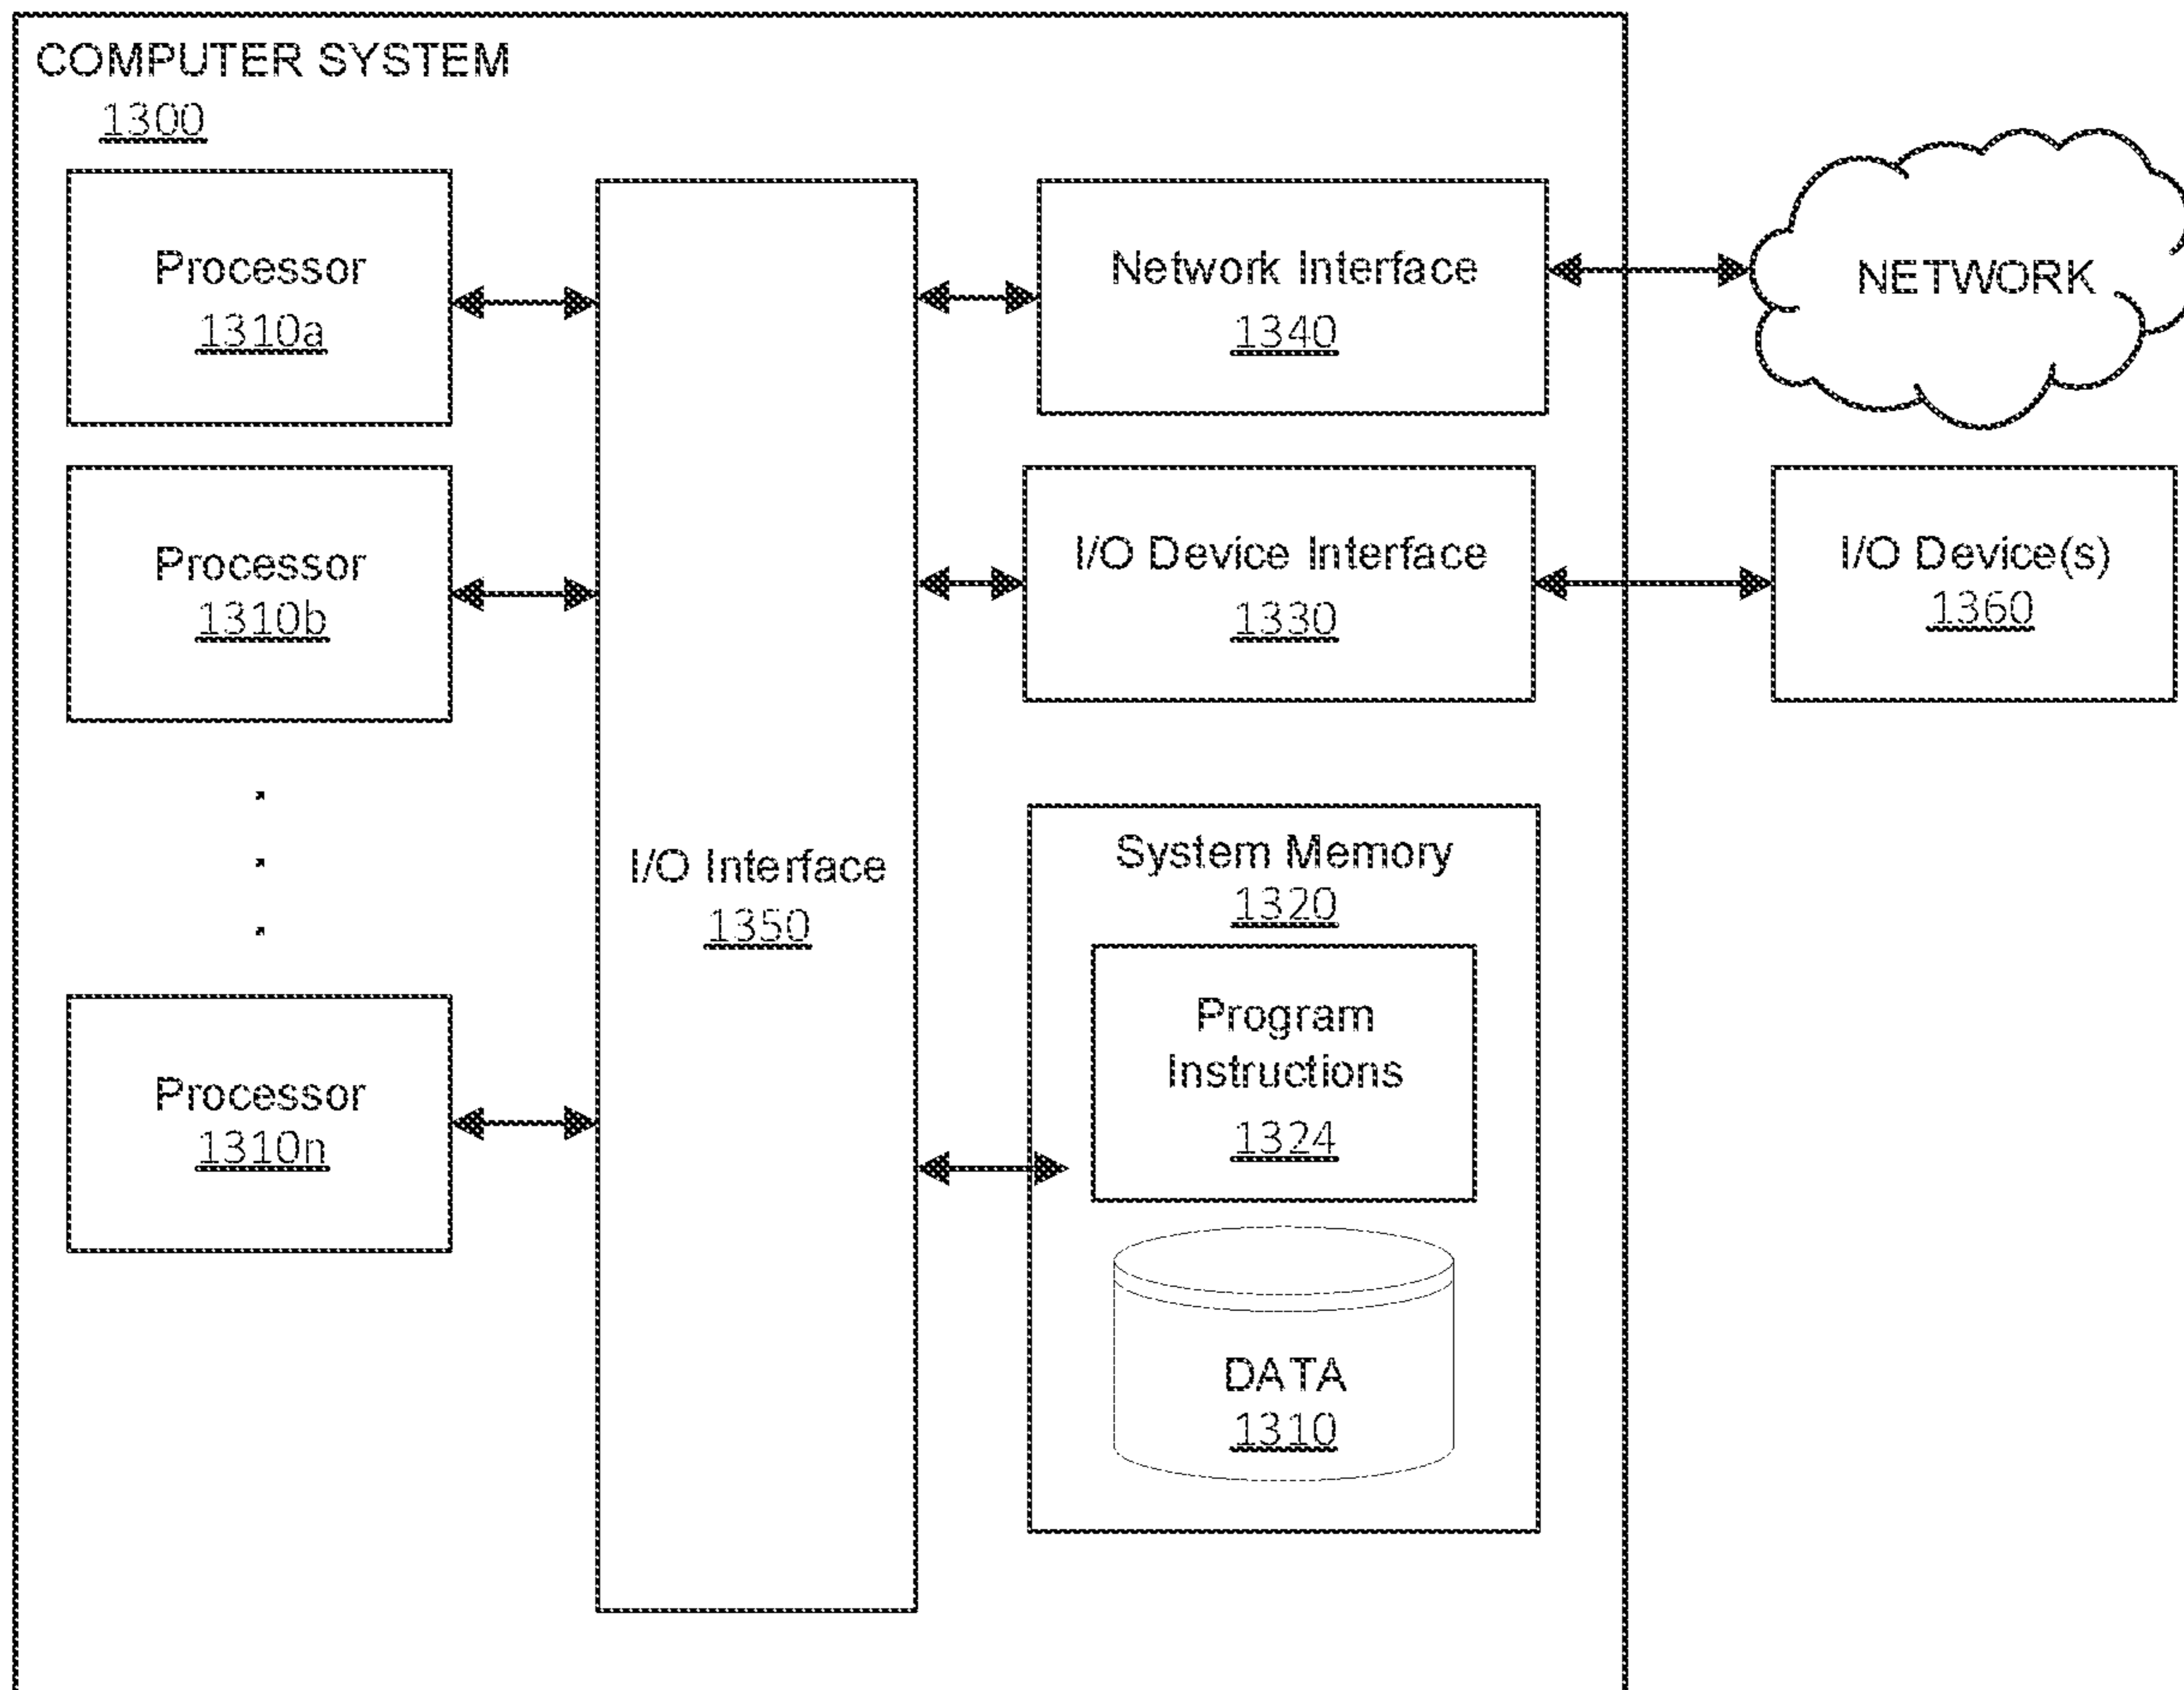 COMPUTER SYSTEM
1300
Processor
1310a
Processor
1310b
Processor
1310n
I/O Interface
1350
Network Interface
1340
I/O Device Interface
1330
System Memory
1320
Program
Instructions
1324
DATA
1310
NETWORK
I/O Device(s)
1360